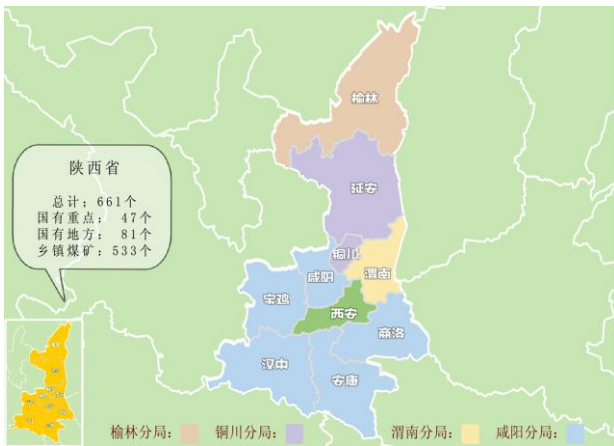 榆林
延安
铜川
咸阳
渭南
宝鸡
西安
商洛
汉中
安康
陕西省
总计：661个
国有重点： 47个
国有地方： 81个
乡镇煤矿：533个
榆林分局： 铜川分局： 渭南分局： 咸阳分局：